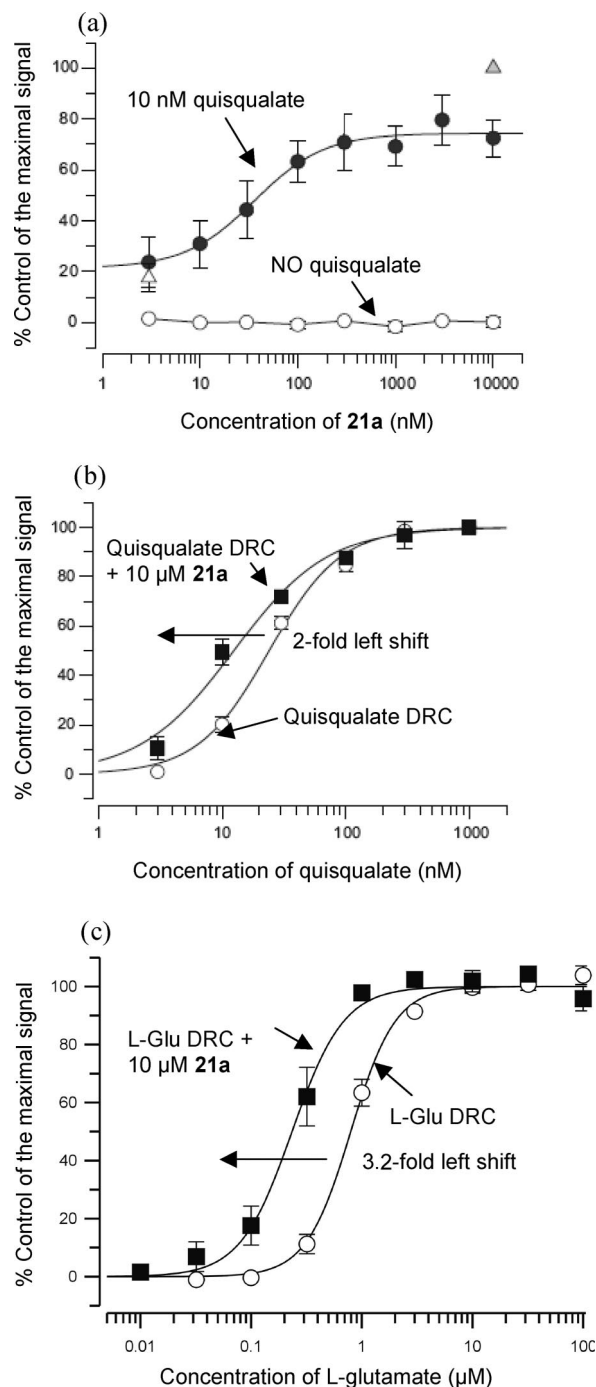 (a)
100
80
60
40
20
0
% Control of the maximal signal
10 nM quisqualate
NO quisqualate
1 10 100 1000 10000
Concentration of 21a (nM)
(b)
100
80
60
40
20
0
% Control of the maximal signal
Quisqualate DRC
+ 10 µM 21a
2-fold left shift
Quisqualate DRC
1 10 100 1000
Concentration of quisqualate (nM)
(c)
100
80
60
40
20
0
% Control of the maximal signal
L-Glu DRC +
10 µM 21a
L-Glu DRC
3.2-fold left shift
0.01 0.1 1 10 100
Concentration of L-glutamate (µM)